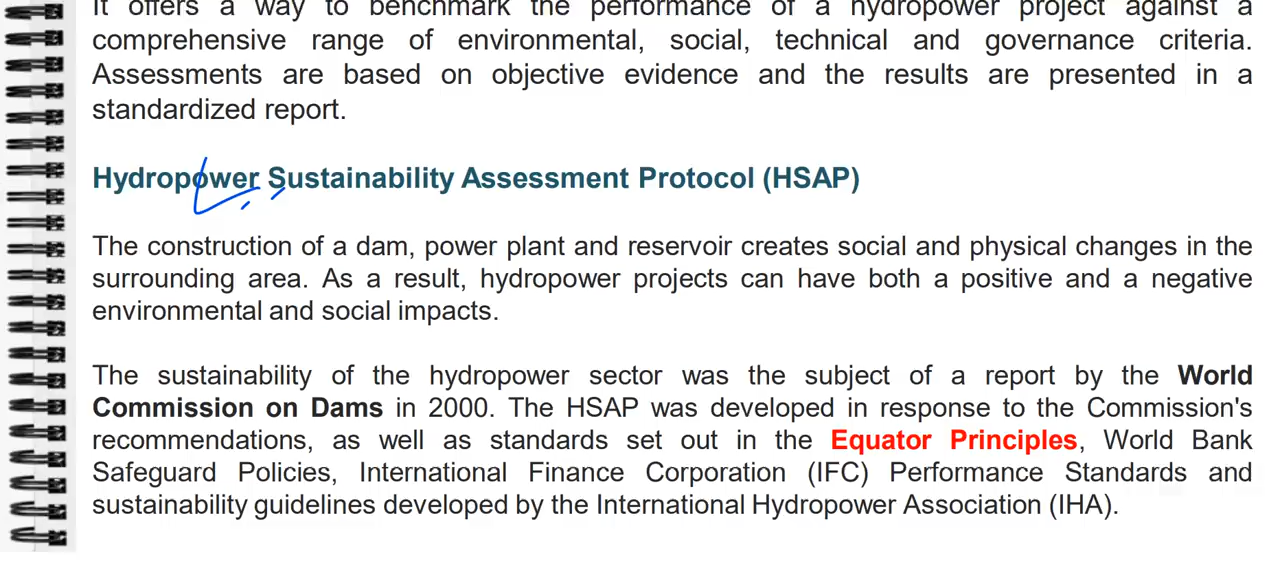 It offers a way to benchmark the performance of a hydropower project against a
comprehensive range of environmental, social, technical and governance criteria.
Assessments are based on objective evidence and the results are presented in a
standardized report.
Hydropower Sustainability Assessment Protocol (HSAP)
The construction of a dam, power plant and reservoir creates social and physical changes in the
surrounding area. As a result, hydropower projects can have both a positive and a negative
environmental and social impacts.
The sustainability of the hydropower sector was the subject of a report by the World
Commission on Dams in 2000. The HSAP was developed in response to the Commission's
recommendations, as well as standards set out in the Equator Principles, World Bank
Safeguard Policies, International Finance Corporation (IFC) Performance Standards and
sustainability guidelines developed by the International Hydropower Association (IHA).